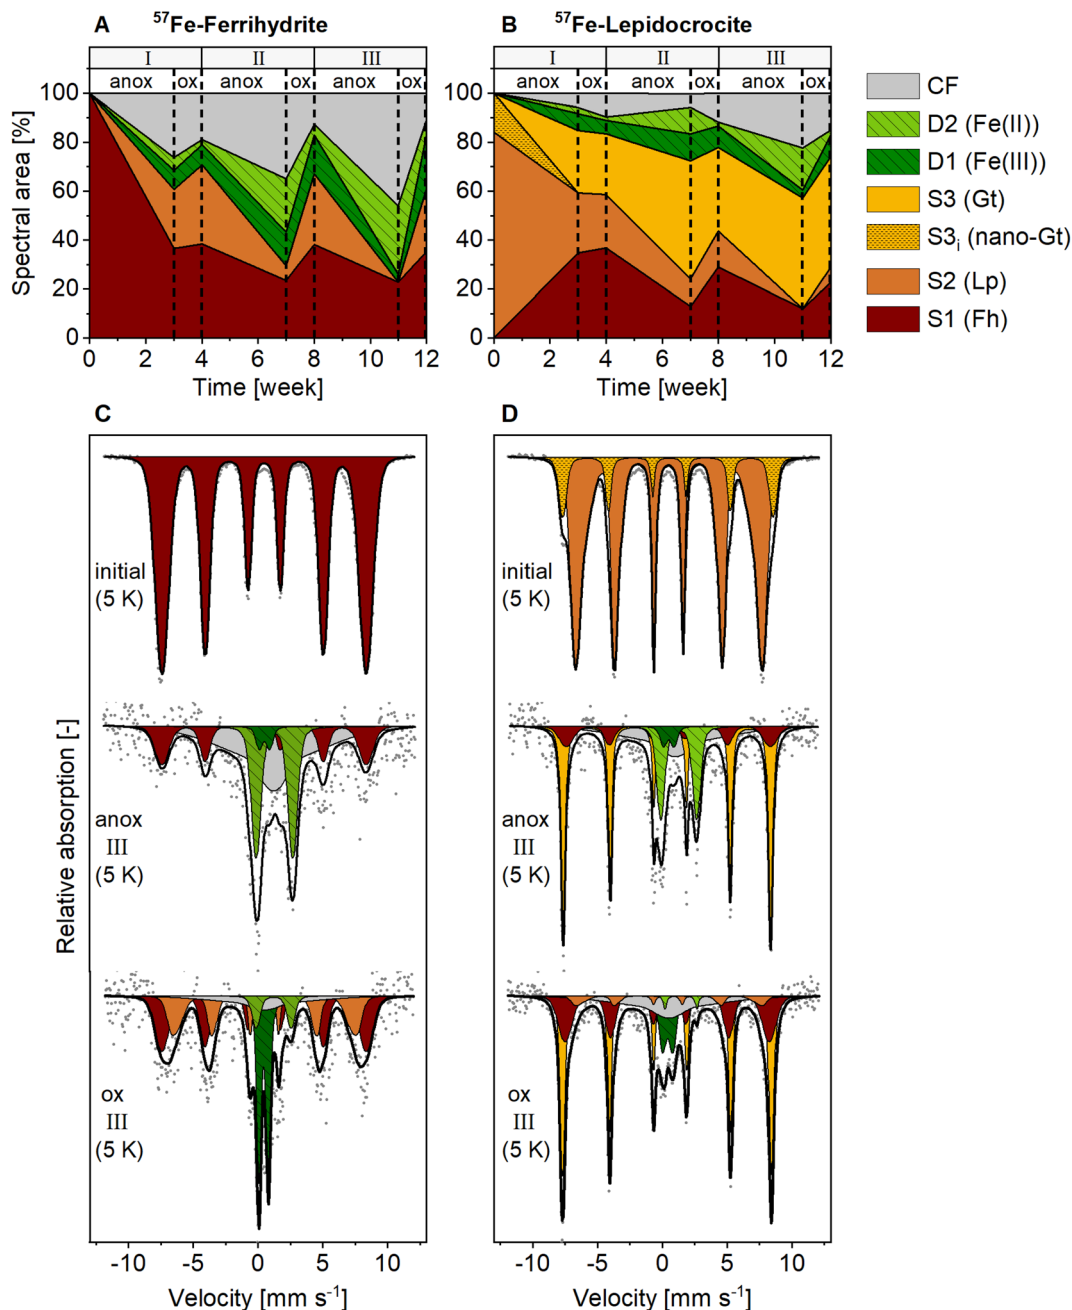 A ⁵⁷Fe-Ferrihydrite
I II III
anox ox anox ox anox ox
100
80
60
40
20
0
Spectral area [%]
0 2 4 6 8 10 12
Time [week]
B ⁵⁷Fe-Lepidocrocite
I II III
anox ox anox ox anox ox
100
80
60
40
20
0
0 2 4 6 8 10 12
Time [week]
CF
D2 (Fe(II))
D1 (Fe(III))
S3 (Gt)
S3ᵢ (nano-Gt)
S2 (Lp)
S1 (Fh)
C
initial
(5 K)
anox
III
(5 K)
ox
III
(5 K)
Relative absorption [-]
-10 -5 0 5 10
Velocity [mm s⁻¹]
D
initial
(5 K)
anox
III
(5 K)
ox
III
(5 K)
-10 -5 0 5 10
Velocity [mm s⁻¹]